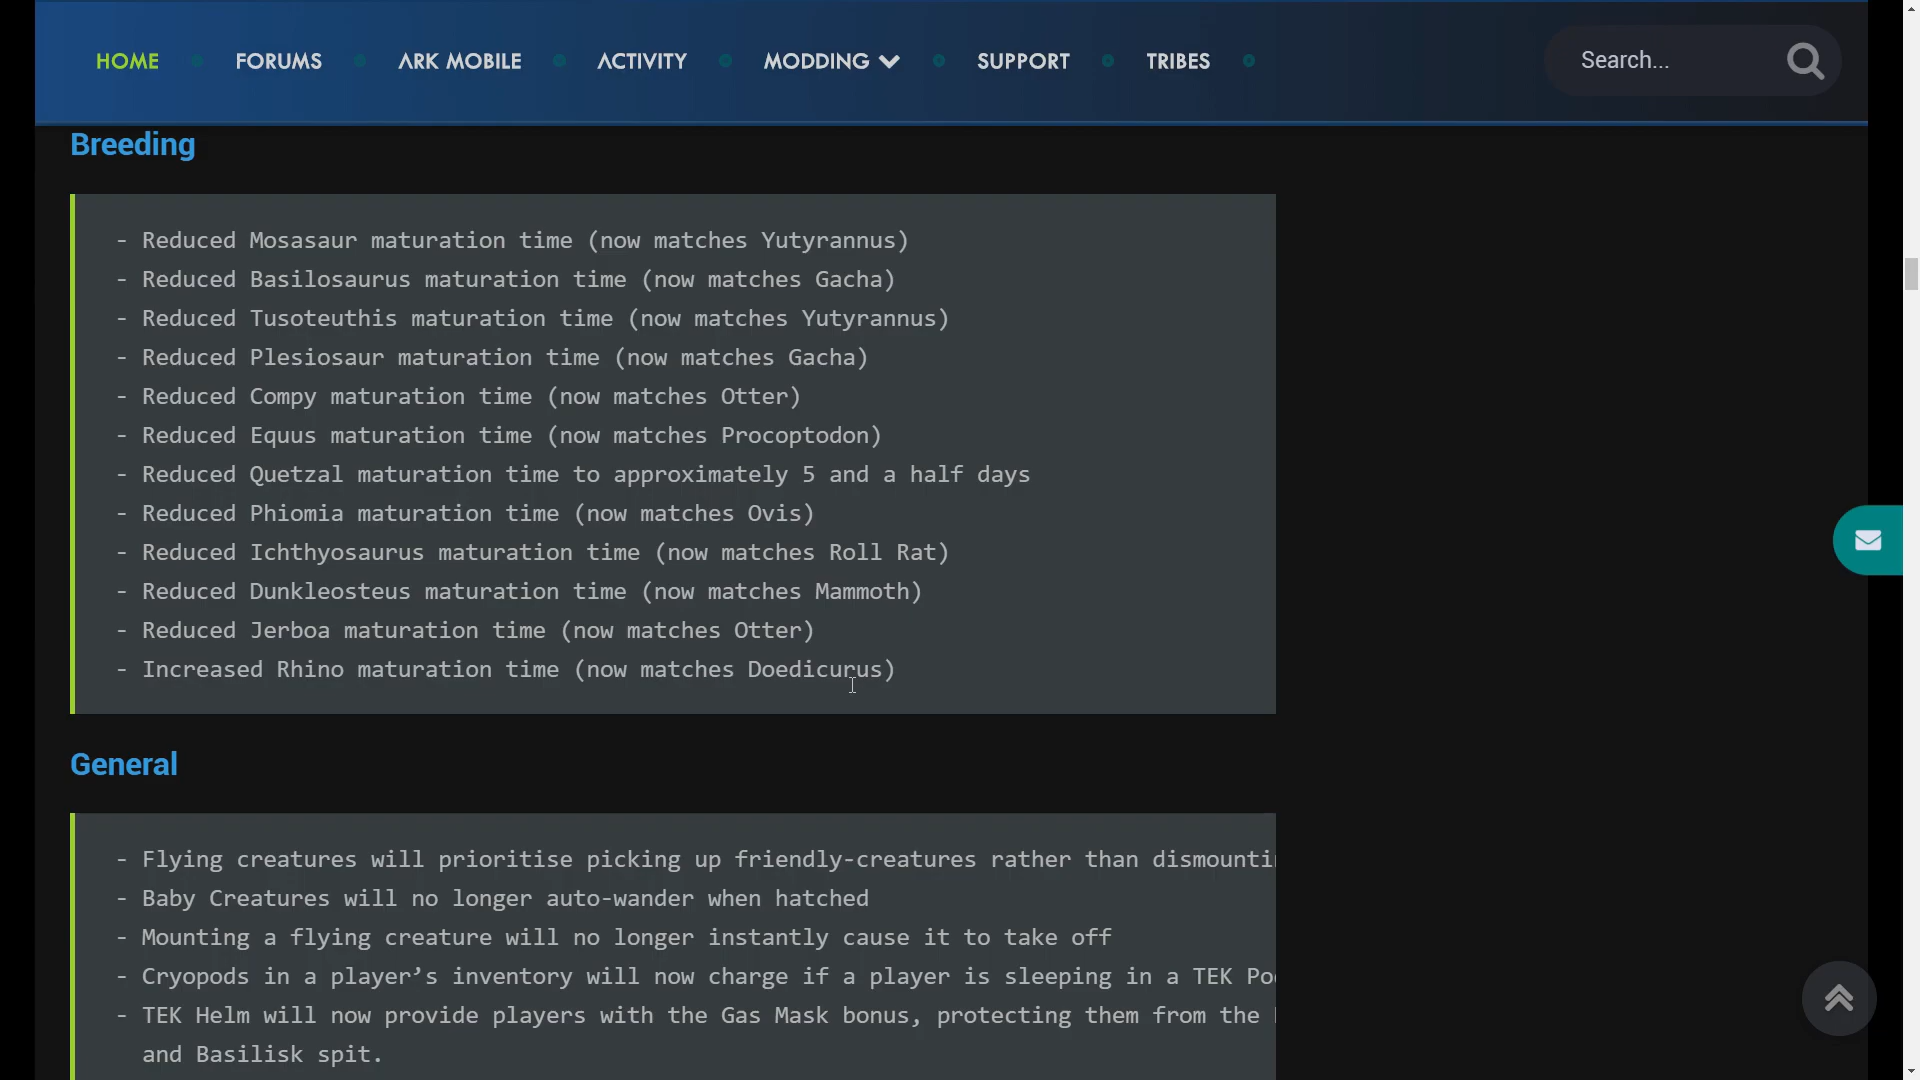 HOME FORUMS ARK MOBILE ACTIVITY MODDING SUPPORT TRIBES Search...
Breeding
- Reduced Mosasaur maturation time (now matches Yutyrannus)
- Reduced Basilosaurus maturation time (now matches Gacha)
- Reduced Tusoteuthis maturation time (now matches Yutyrannus)
- Reduced Plesiosaur maturation time (now matches Gacha)
- Reduced Compy maturation time (now matches Otter)
- Reduced Equus maturation time (now matches Procoptodon)
- Reduced Quetzal maturation time to approximately 5 and a half days
- Reduced Phiomia maturation time (now matches Ovis)
- Reduced Ichthyosaurus maturation time (now matches Roll Rat)
- Reduced Dunkleosteus maturation time (now matches Mammoth)
- Reduced Jerboa maturation time (now matches Otter)
- Increased Rhino maturation time (now matches Doedicurus)
General
- Flying creatures will prioritise picking up friendly-creatures rather than
- Baby Creatures will no longer auto-wander when hatched
- Mounting a flying creature will no longer instantly cause it to take off
- Cryopods in a player’s inventory will now charge if a player is sleeping in a TEK
- TEK Helm will now provide players with the Gas Mask bonus, protecting them from the
and Basilisk spit.